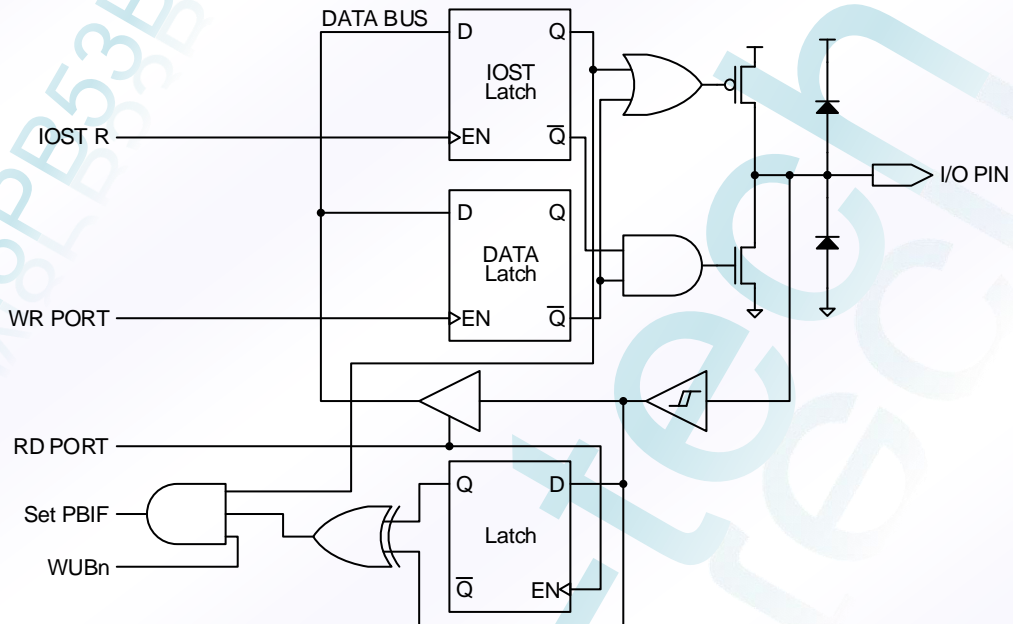 DATA BUS
D Q
IOST
Latch
IOST R
EN Q̅
I/O PIN
D Q
DATA
Latch
WR PORT
EN Q̅
RD PORT
Q D
Set PBIF
Latch
WUBn
Q̅ EN
tech